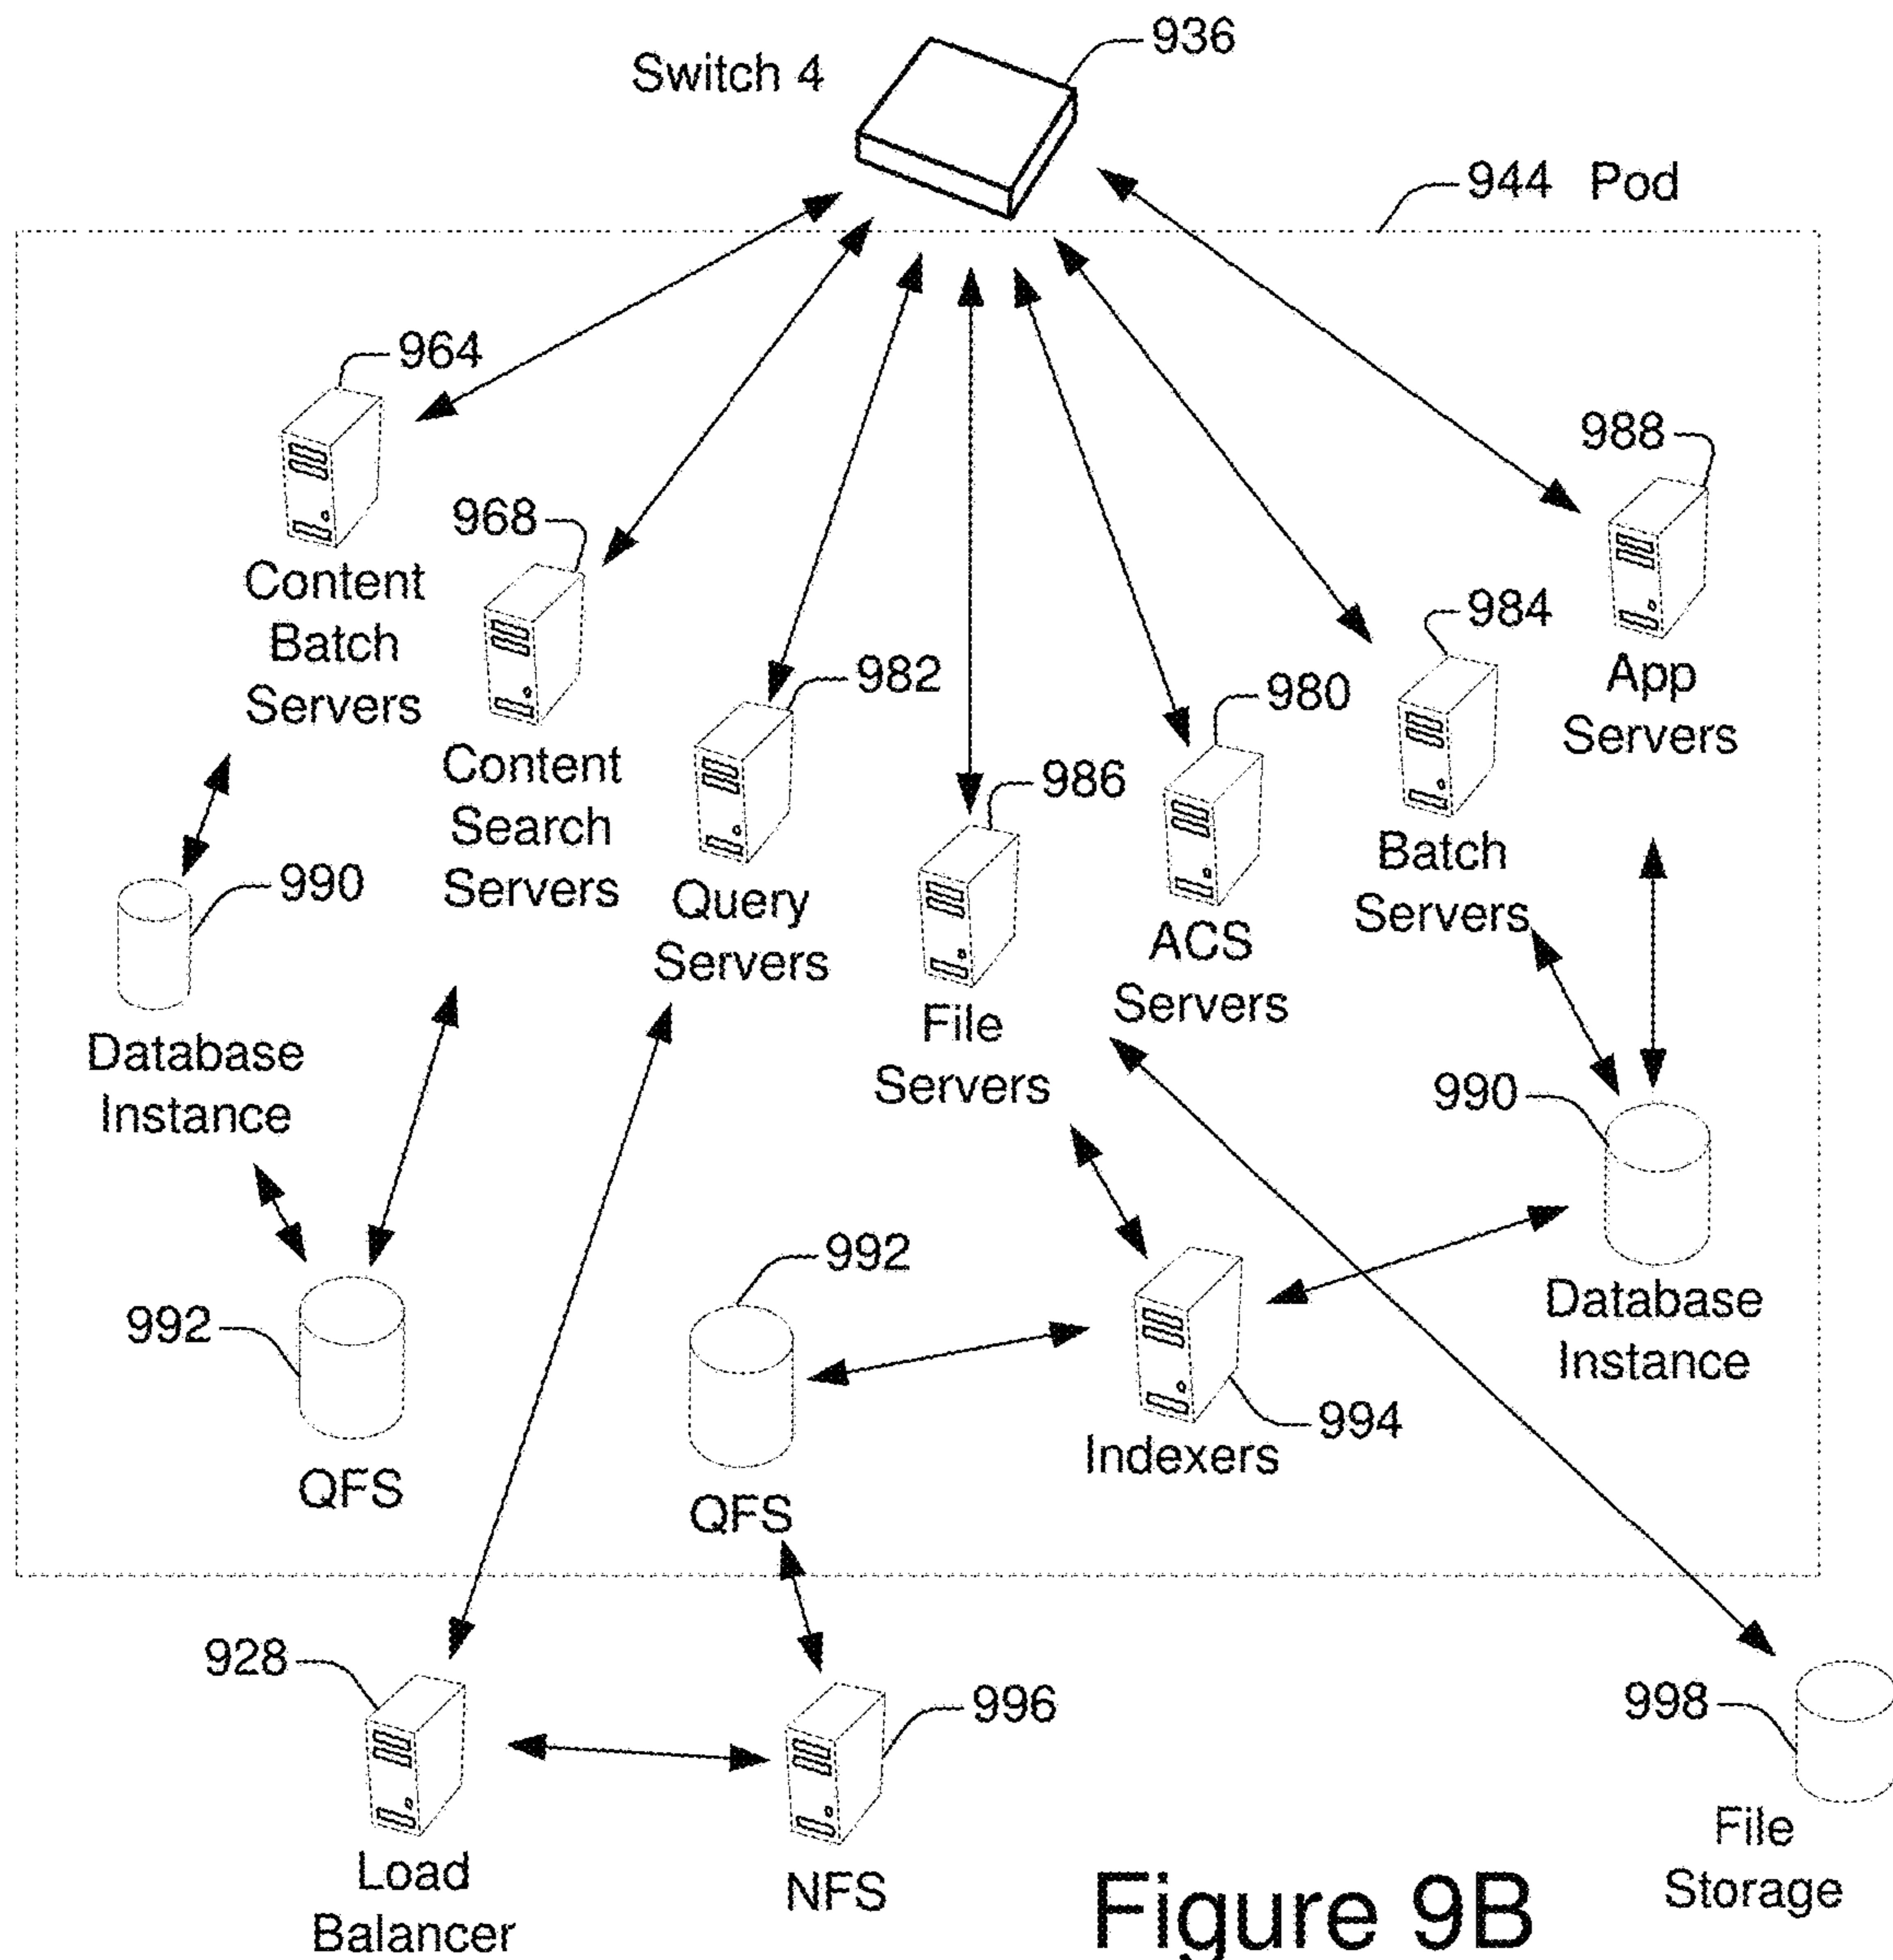 936
Switch 4
944 Pod
964
988
968
Content
Batch
Servers
984
982
980
App
Servers
Content
Search
Servers
986
Batch
Servers
990
Query
Servers
ACS
Servers
File
Servers
Database
Instance
990
992
992
Database
Instance
994
Indexers
QFS
QFS
928
996
998
Load
Balancer
NFS
File
Storage
Figure 9B